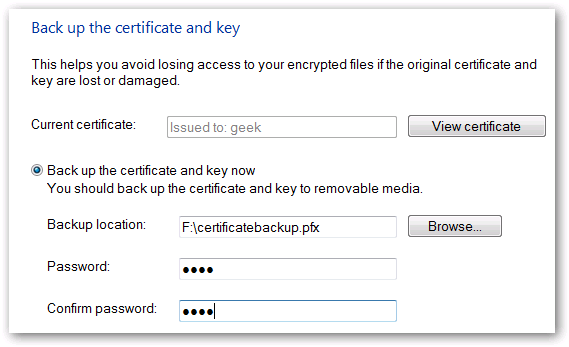 Back up the certificate and key
This helps you avoid losing access to your encrypted files if the original certificate and
key are lost or damaged.
Current certificate: Issued to: geek View certificate
Back up the certificate and key now
You should back up the certificate and key to removable media.
Backup location: F:\certificatebackup.pfx Browse...
Password: ●●●●
Confirm password: ●●●●